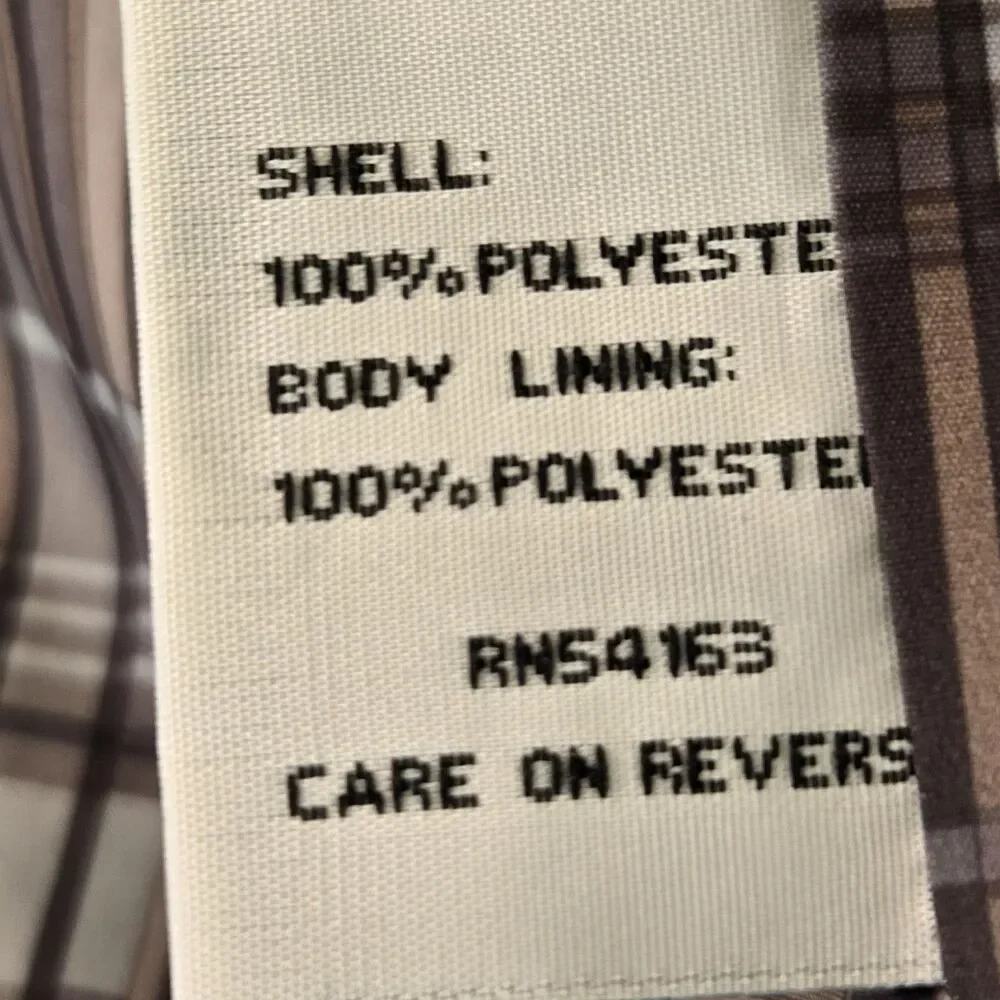 SHELL:
100% POLYESTE
BODY LINING:
100% POLYESTE
RN54163
CARE ON REVERS